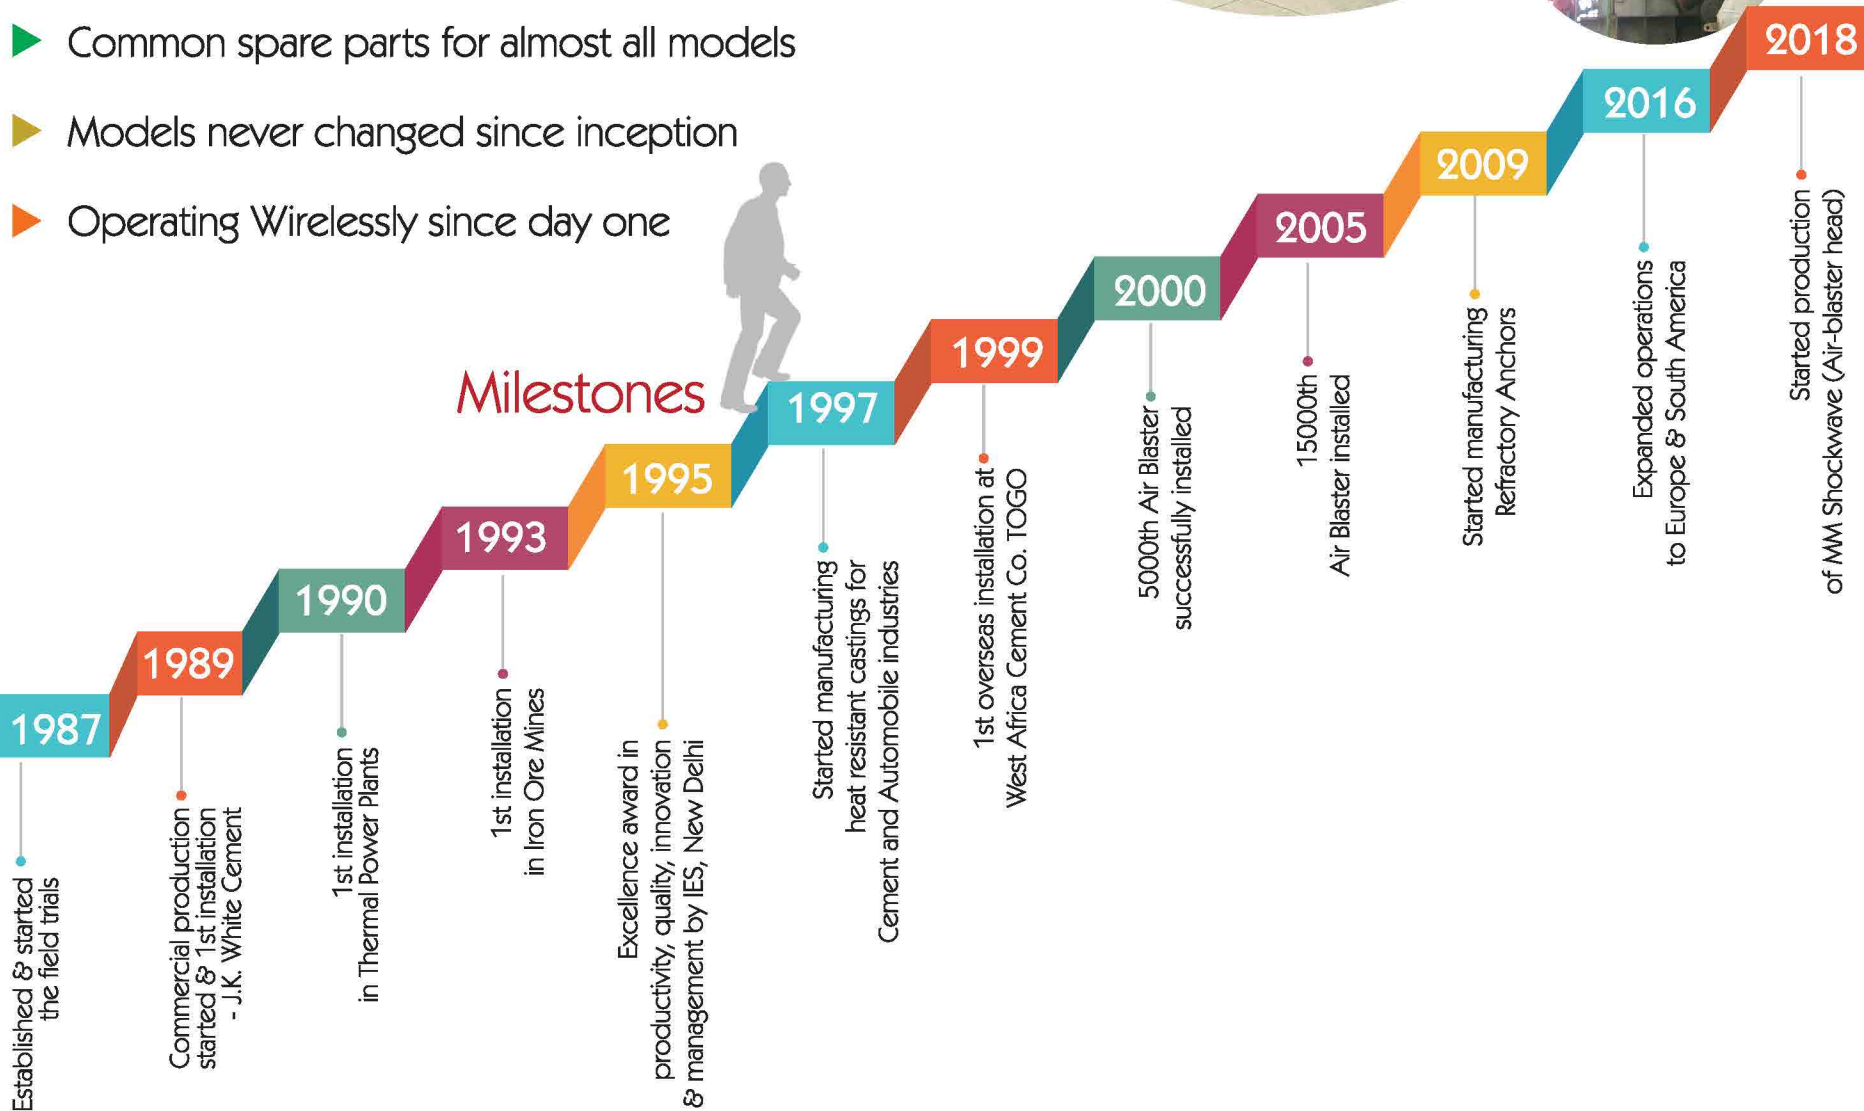 Common spare parts for almost all models
Models never changed since inception
Operating Wirelessly since day one
Milestones
1987
Established & started
the field trials
1989
Commercial production
started & 1st installation
- J.K. White Cement
1990
1st installation
in Thermal Power Plants
1993
1st installation
in Iron Ore Mines
1995
Excellence award in
productivity, quality, innovation
& management by IES, New Delhi
1997
Started manufacturing
heat resistant castings for
Cement and Automobile industries
1999
1st overseas installation at
West Africa Cement Co. TOGO
2000
5000th Air Blaster
successfully installed
2005
15000th
Air Blaster installed
2009
Started manufacturing
Refractory Anchors
2016
Expanded operations
to Europe & South America
2018
Started production
of MM Shockwave (Air-blaster head)